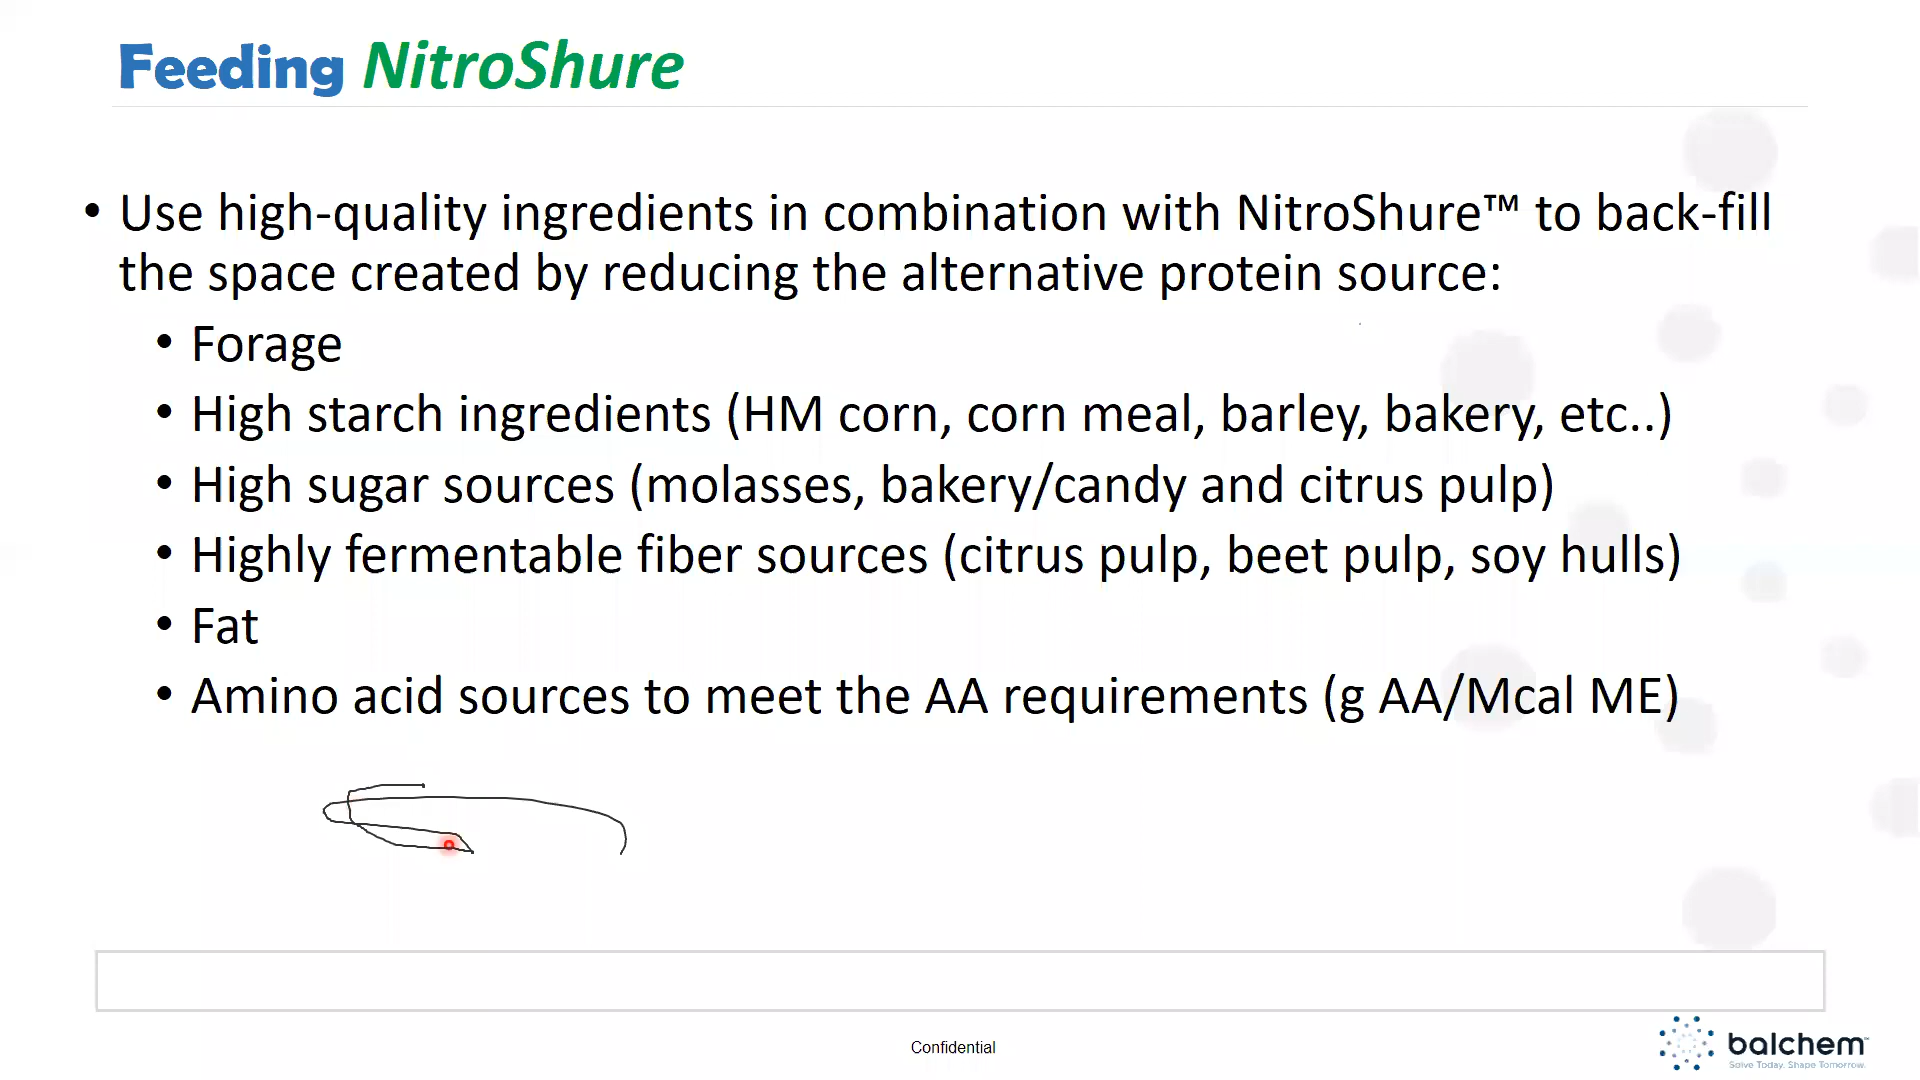 Feeding NitroShure
• Use high-quality ingredients in combination with NitroShure™ to back-fill
the space created by reducing the alternative protein source:
• Forage
• High starch ingredients (HM corn, corn meal, barley, bakery, etc..)
• High sugar sources (molasses, bakery/candy and citrus pulp)
• Highly fermentable fiber sources (citrus pulp, beet pulp, soy hulls)
• Fat
• Amino acid sources to meet the AA requirements (g AA/Mcal ME)
Confidential
balchem™
Solve Today. Shape Tomorrow.